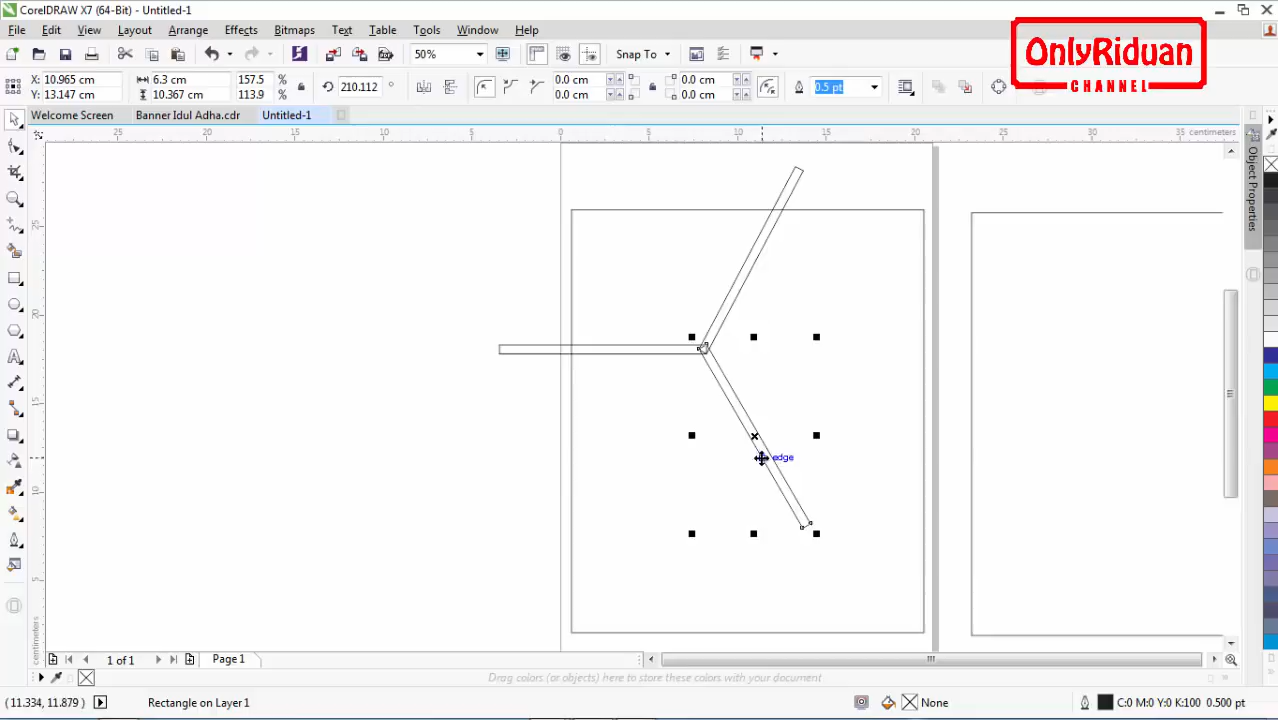 CorelDRAW X7 (64-Bit) - Untitled-1
File Edit View Layout Arrange Effects Bitmaps Text Table Tools Window Help
OnlyRiduan
CHANNEL
50% Snap To
X: 10.965 cm 6.3 cm 157.5 % 210.112 ° 0.0 cm 0.0 cm 0.5 pt
Y: 13.147 cm 10.367 cm 113.9 % 0.0 cm 0.0 cm
Welcome Screen Banner Idul Adha.cdr Untitled-1
25 20 15 10 5 0 5 10 15 20 25 30 35 centimeters
Object Properties
25
20
15
edge
10
5
centimeters
1 of 1 Page 1
Drag colors (or objects) here to store these colors with your document
(11.334, 11.879) Rectangle on Layer 1 None C:0 M:0 Y:0 K:100 0.500 pt